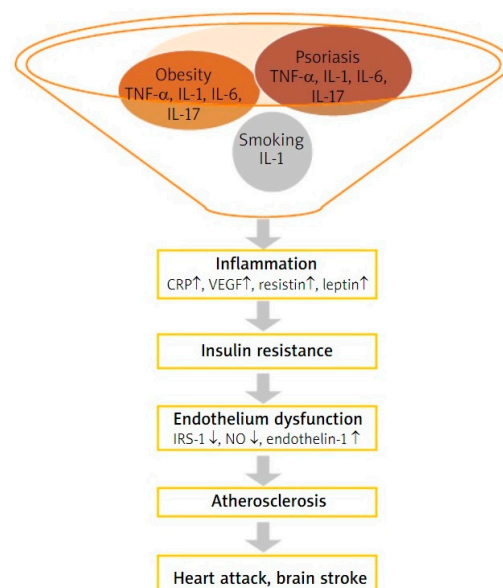 Obesity
TNF-α, IL-1, IL-6,
IL-17
Psoriasis
TNF-α, IL-1, IL-6,
IL-17
Smoking
IL-1
Inflammation
CRP↑, VEGF↑, resistin↑, leptin↑
Insulin resistance
Endothelium dysfunction
IRS-1 ↓, NO ↓, endothelin-1 ↑
Atherosclerosis
Heart attack, brain stroke